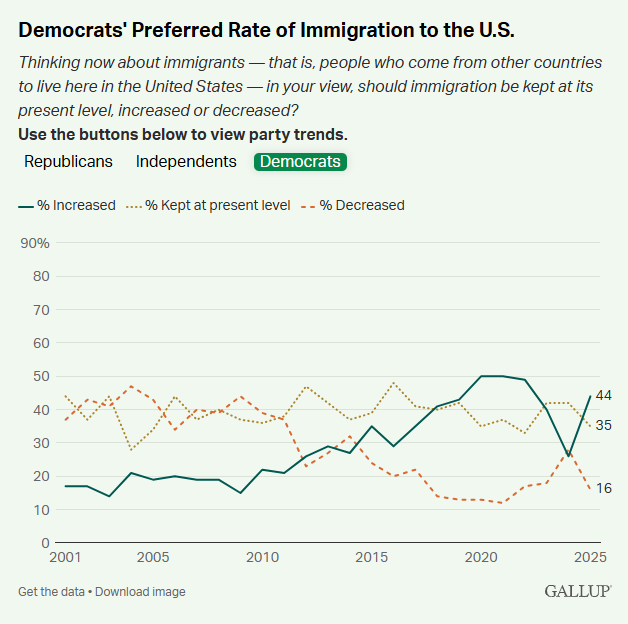 Democrats' Preferred Rate of Immigration to the U.S.
Thinking now about immigrants — that is, people who come from other countries
to live here in the United States — in your view, should immigration be kept at its
present level, increased or decreased?
Use the buttons below to view party trends.
Republicans Independents Democrats
% Increased % Kept at present level % Decreased
90%
80
70
60
50
40
30
20
10
0
44
35
16
2001 2005 2010 2015 2020 2025
Get the data • Download image
GALLUP